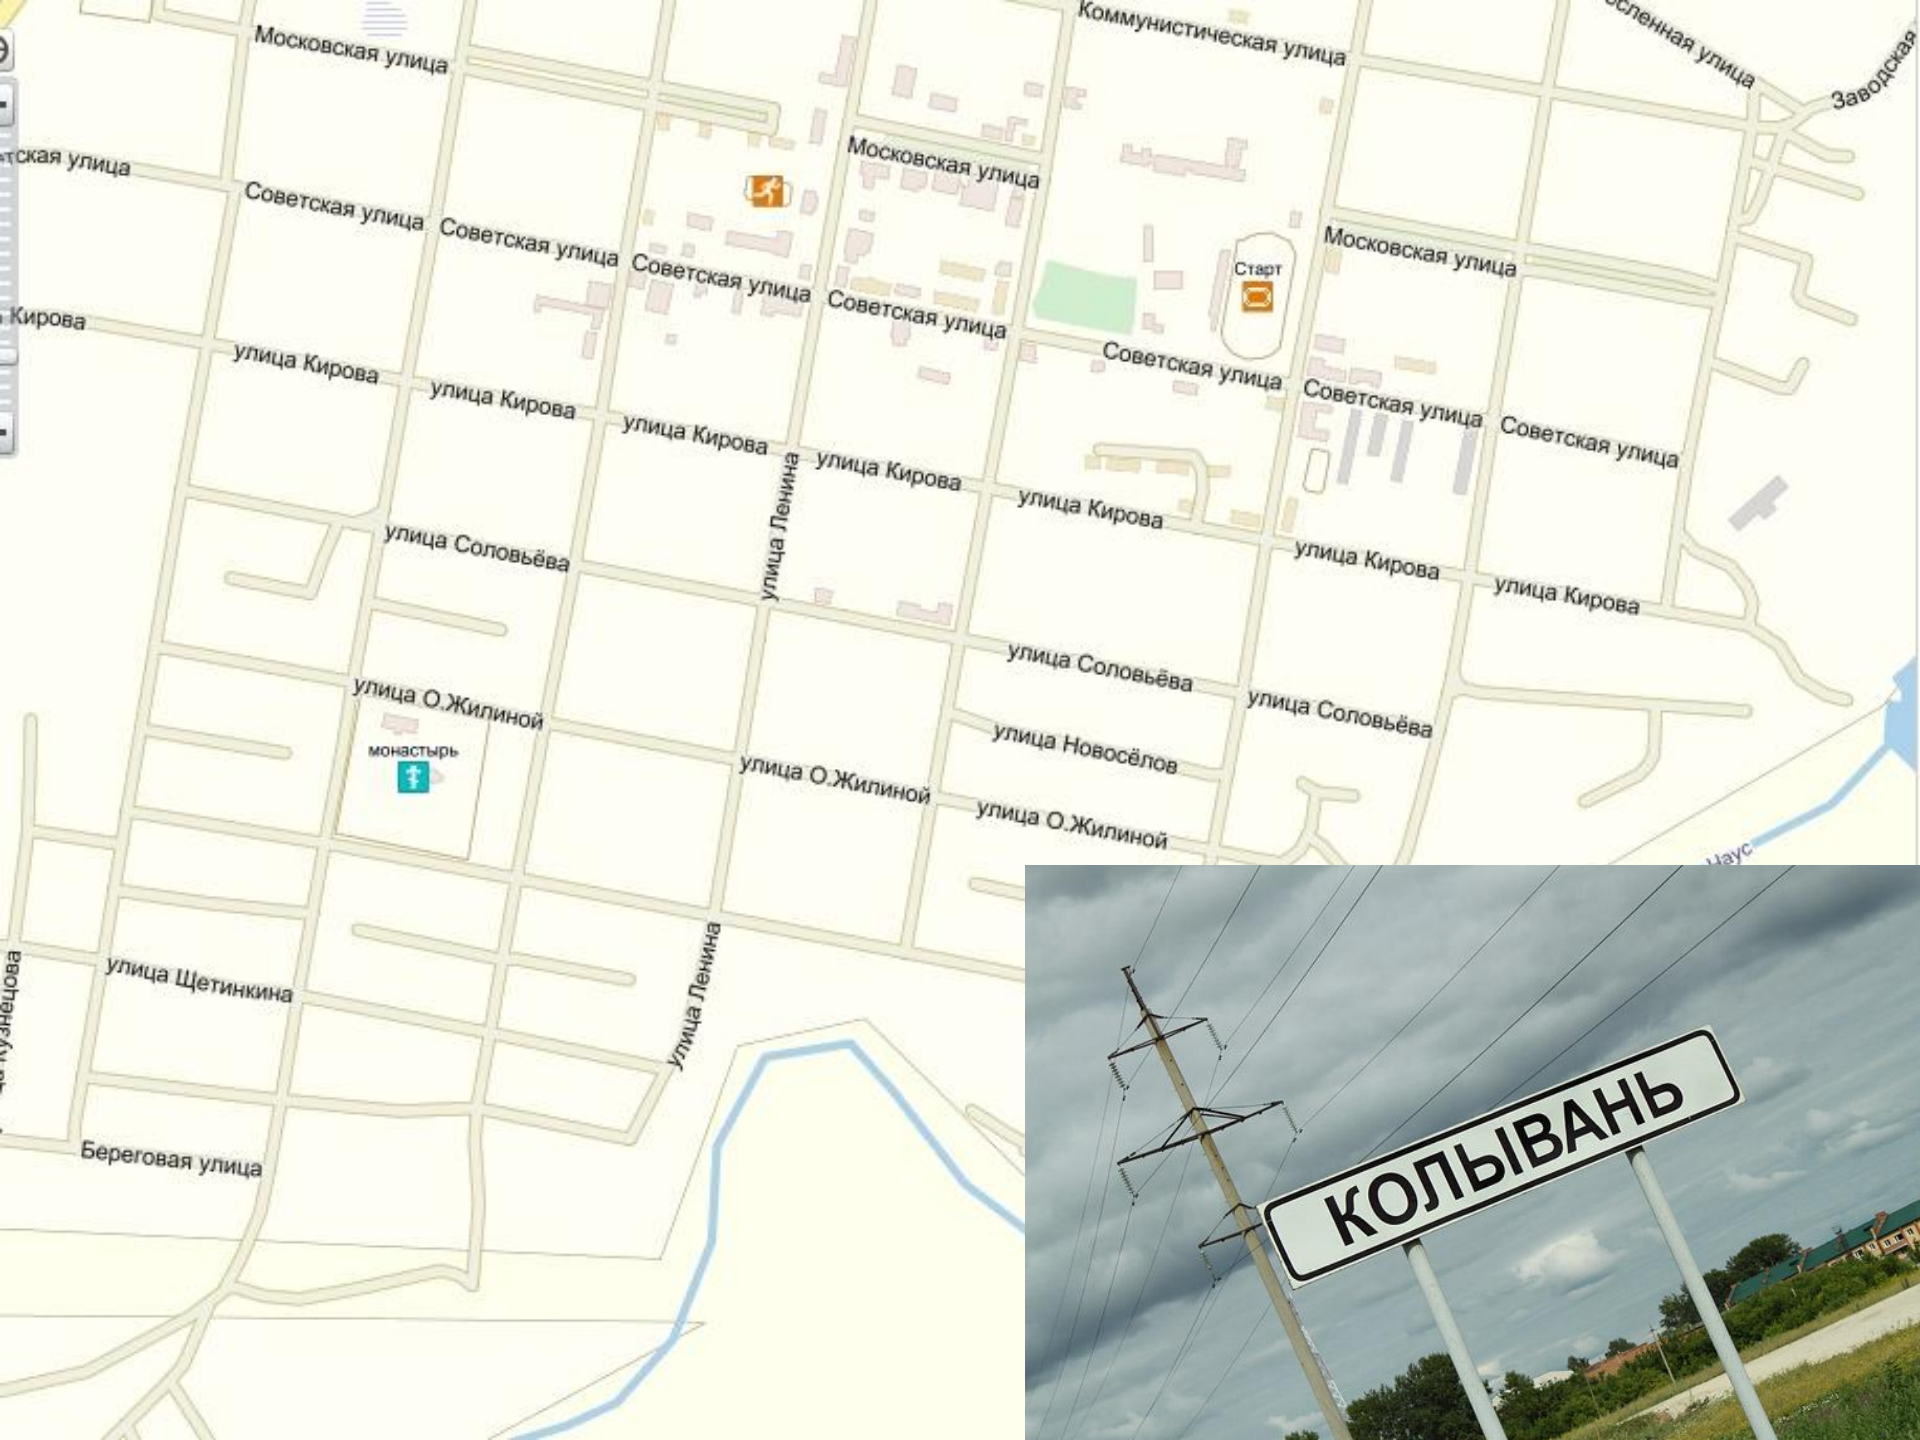 Коммунистическая улица
Московская улица
Заводская
Московская улица
улица
Советская улица
Советская улица
Московская улица
Советская улица
Старт
Советская улица
Кирова
улица Кирова
Советская улица
Советская улица
Советская улица
улица Кирова
улица Кирова
улица Кирова
улица Кирова
улица Ленина
улица Соловьёва
улица Кирова
улица Кирова
улица Соловьёва
улица О.Жилиной
улица Соловьёва
монастырь
улица Новосёлов
улица О.Жилиной
улица О.Жилиной
Наус
улица Щетинкина
улица Ленина
Кузнецова
Береговая улица
КОЛЫВАНЬ